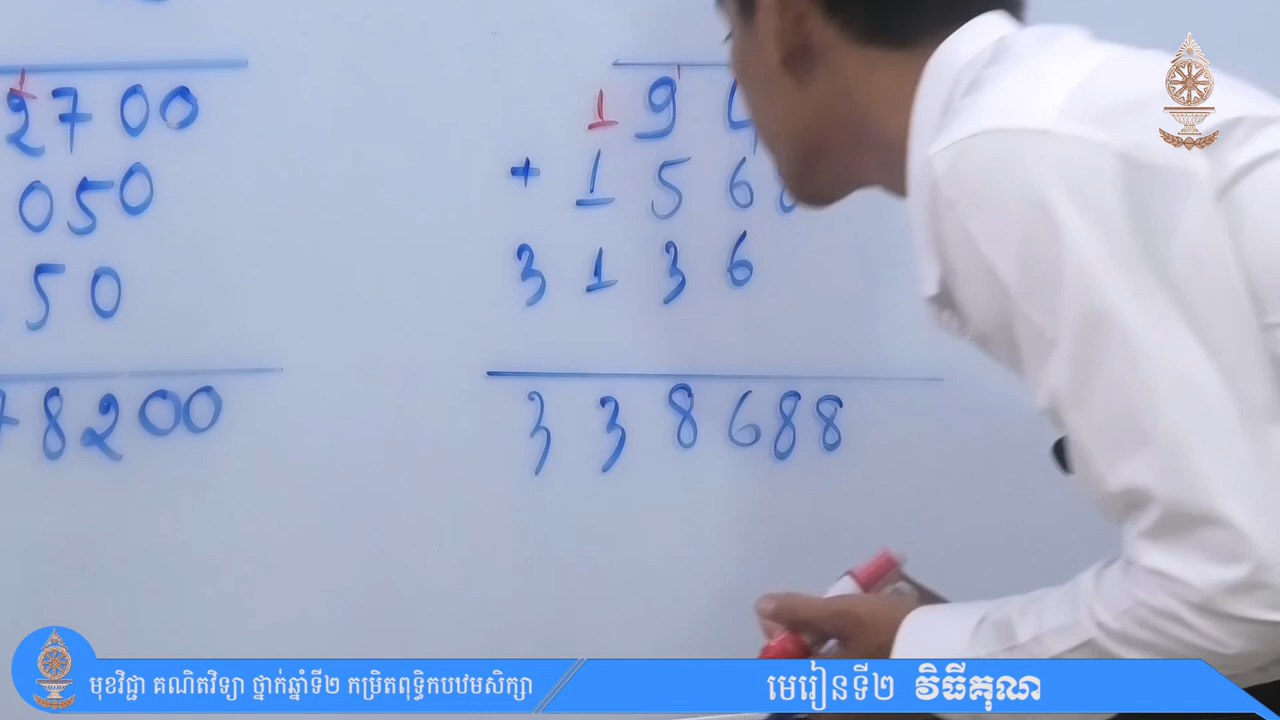 1
2700
050
50
8200
1
1 9
+ 1 5 6
3 1 3 6
3 3 8 6 8 8
មុខវិជ្ជា គណិតវិទ្យា ថ្នាក់ឆ្នាំទី២ កម្រិតពុទ្ធិកបឋមសិក្សា
មេរៀនទី២ វិធីគុណ